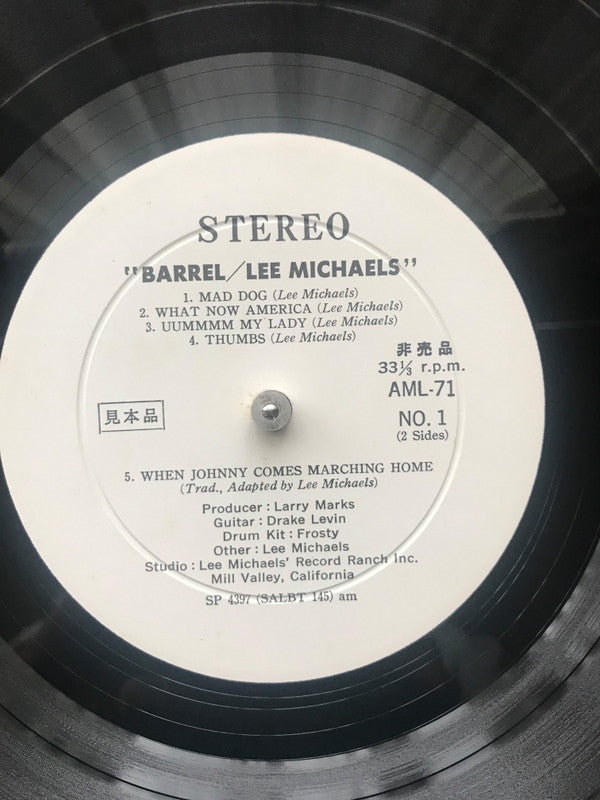 STEREO
"BARREL/LEE MICHAELS"
1. MAD DOG (Lee Michaels)
2. WHAT NOW AMERICA (Lee Michaels)
3. UUMMMM MY LADY (Lee Michaels)
4. THUMBS (Lee Michaels)
非売品
33⅓ r.p.m.
AML-71
見本品
NO. 1
(2 Sides)
5. WHEN JOHNNY COMES MARCHING HOME
(Trad., Adapted by Lee Michaels)
Producer : Larry Marks
Guitar : Drake Levin
Drum Kit : Frosty
Other : Lee Michaels
Studio : Lee Michaels' Record Ranch Inc.
Mill Valley, California
SP 4397 (SALBT 145) am